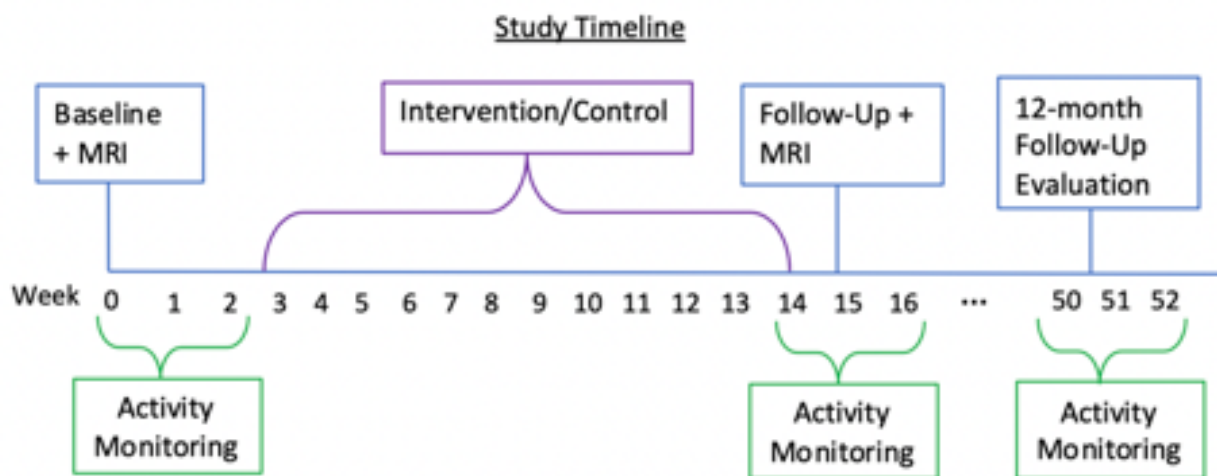 Study Timeline
Baseline
+ MRI
Intervention/Control
Follow-Up +
MRI
12-month
Follow-Up
Evaluation
Week 0 1 2 3 4 5 6 7 8 9 10 11 12 13 14 15 16 ... 50 51 52
Activity
Monitoring
Activity
Monitoring
Activity
Monitoring